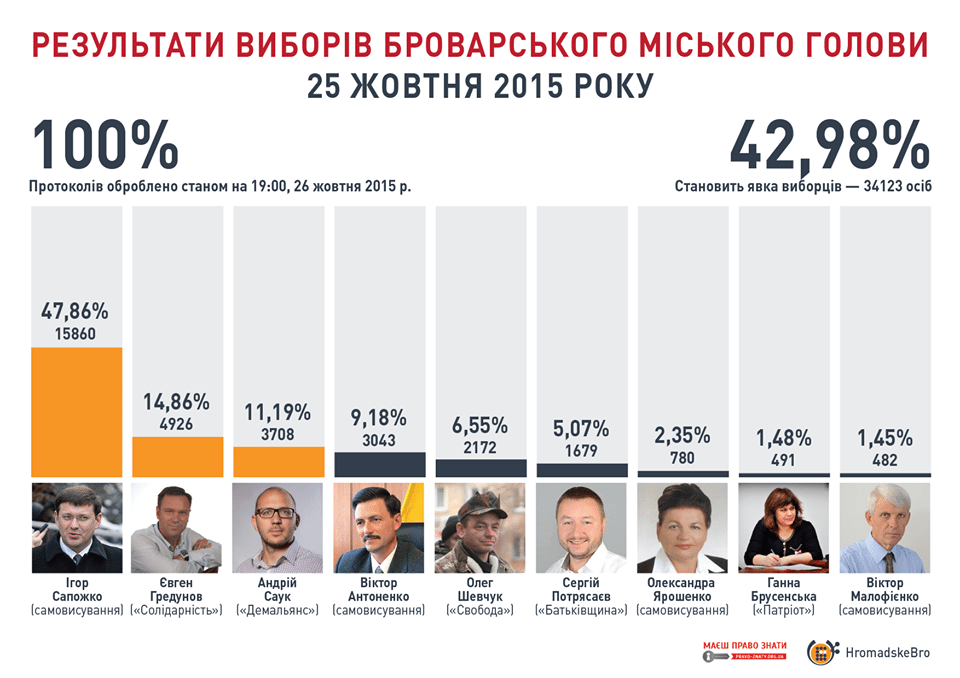 РЕЗУЛЬТАТИ ВИБОРІВ БРОВАРСЬКОГО МІСЬКОГО ГОЛОВИ
25 ЖОВТНЯ 2015 РОКУ
100%
Протоколів оброблено станом на 19:00, 26 жовтня 2015 р.
42,98%
Становить явка виборців — 34123 осіб
47,86%
15860
14,86%
4926
11,19%
3708
9,18%
3043
6,55%
2172
5,07%
1679
2,35%
780
1,48%
491
1,45%
482
Ігор
Сапожко
(самовисування)
Євген
Гредунов
(«Солідарність»)
Андрій
Саук
(«Демальянс»)
Віктор
Антоненко
(самовисування)
Олег
Шевчук
(«Свобода»)
Сергій
Потрясаєв
(«Батьківщина»)
Олександра
Ярошенко
(самовисування)
Ганна
Брусенська
(«Патріот»)
Віктор
Малофієнко
(самовисування)
МАЄШ ПРАВО ЗНАТИ
PRAVO-ZNATY.ORG.UA
HromadskeBro